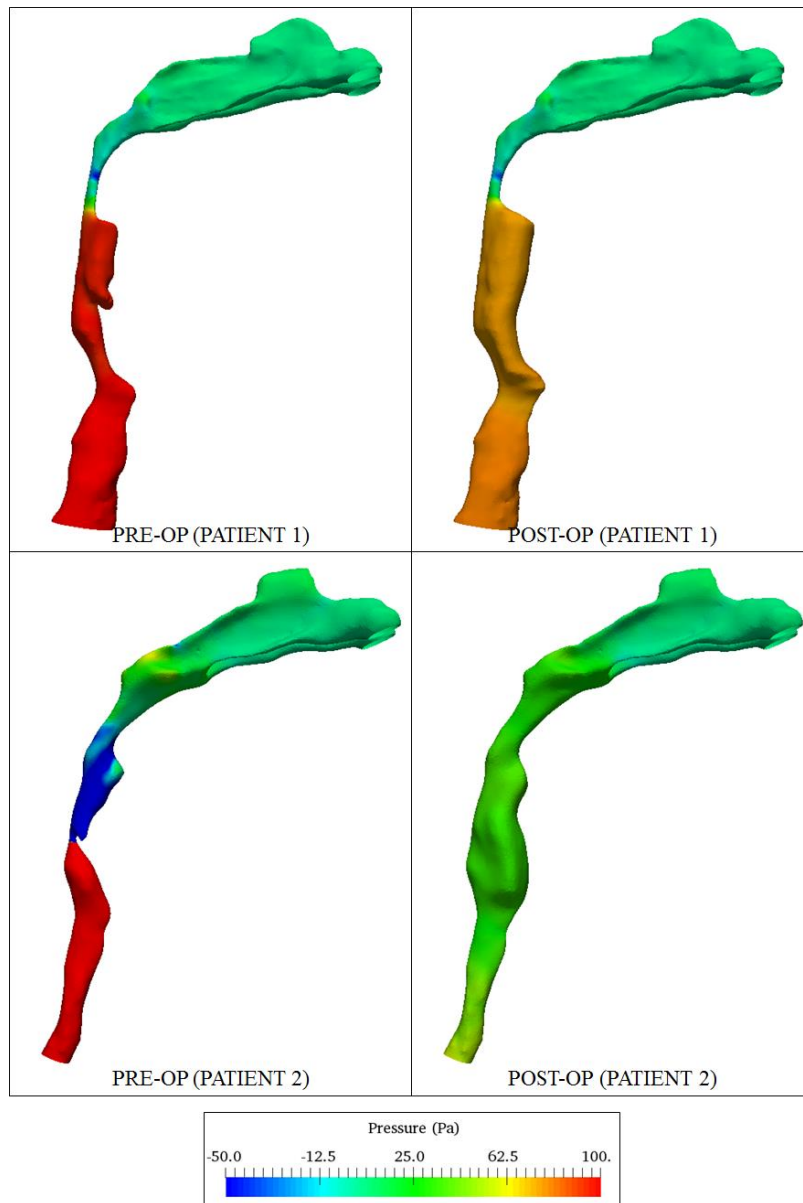 PRE-OP (PATIENT 1)
POST-OP (PATIENT 1)
PRE-OP (PATIENT 2)
POST-OP (PATIENT 2)
Pressure (Pa)
-50.0 -12.5 25.0 62.5 100.